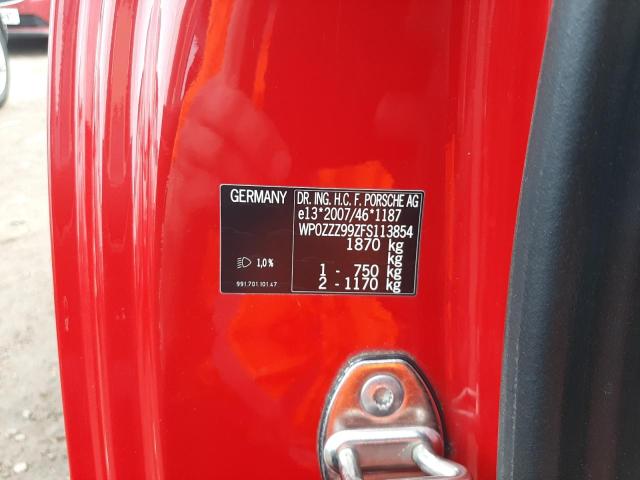 GERMANY
DR. ING. H.C. F. PORSCHE AG
e13*2007/46*1187
WP0ZZZ99ZFS113854
1870 kg
kg
1,0%
1 - 750 kg
2 - 1170 kg
991.701.101.47